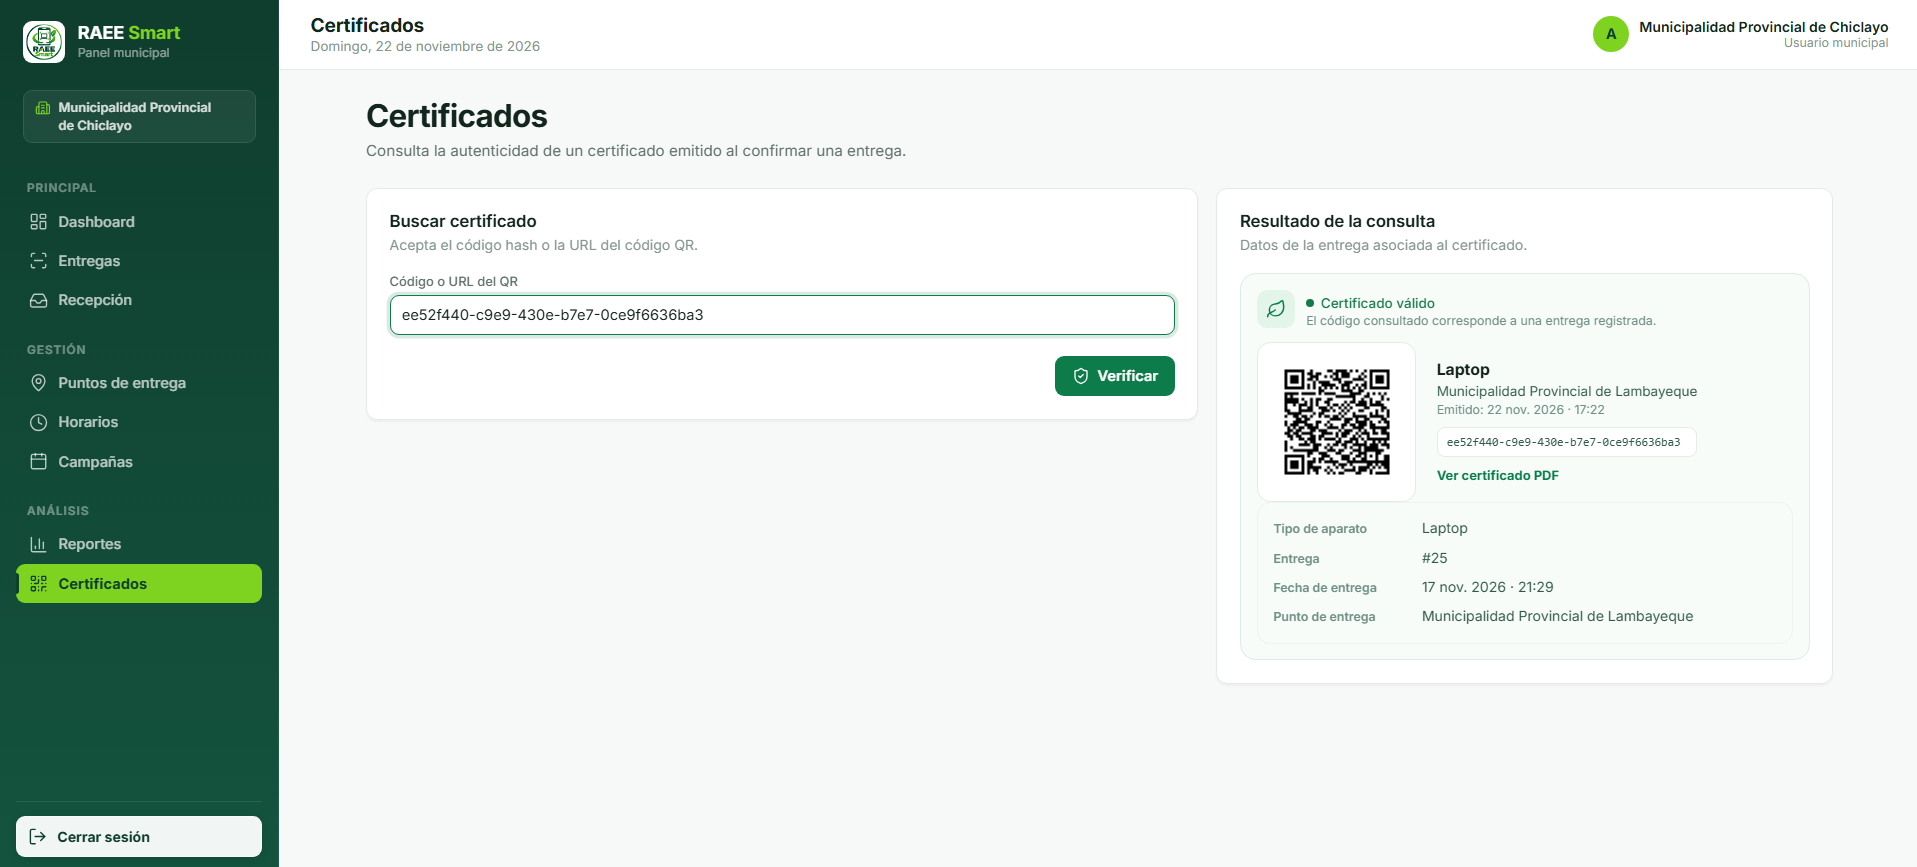 RAEE Smart
Panel municipal
Municipalidad Provincial
de Chiclayo
PRINCIPAL
Dashboard
Entregas
Recepción
GESTIÓN
Puntos de entrega
Horarios
Campañas
ANÁLISIS
Reportes
Certificados
Cerrar sesión
Certificados
Domingo, 22 de noviembre de 2026
A
Municipalidad Provincial de Chiclayo
Usuario municipal
Certificados
Consulta la autenticidad de un certificado emitido al confirmar una entrega.
Buscar certificado
Acepta el código hash o la URL del código QR.
Código o URL del QR
ee52f440-c9e9-430e-b7e7-0ce9f6636ba3
Verificar
Resultado de la consulta
Datos de la entrega asociada al certificado.
Certificado válido
El código consultado corresponde a una entrega registrada.
Laptop
Municipalidad Provincial de Lambayeque
Emitido: 22 nov. 2026 · 17:22
ee52f440-c9e9-430e-b7e7-0ce9f6636ba3
Ver certificado PDF
Tipo de aparato Laptop
Entrega #25
Fecha de entrega 17 nov. 2026 · 21:29
Punto de entrega Municipalidad Provincial de Lambayeque